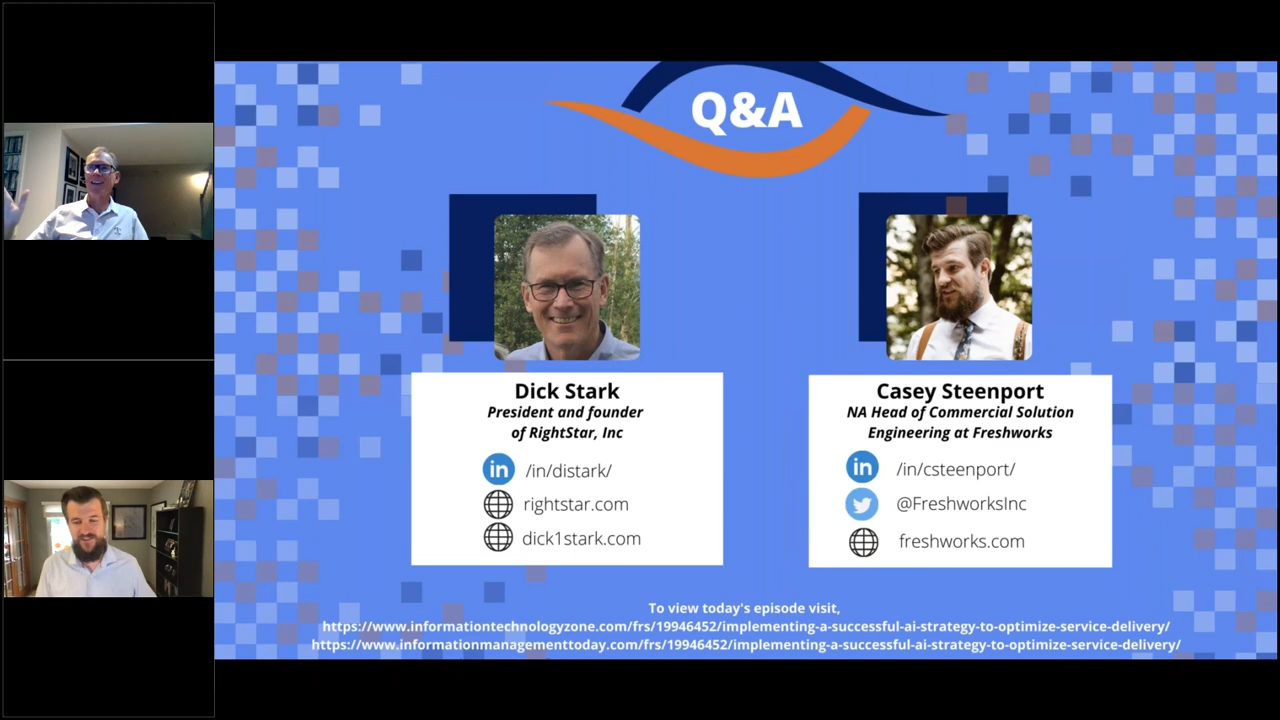 Q&A
Dick Stark
President and founder
of RightStar, Inc
in /in/distark/
rightstar.com
dick1stark.com
Casey Steenport
NA Head of Commercial Solution
Engineering at Freshworks
in /in/csteenport/
@FreshworksInc
freshworks.com
To view today's episode visit,
https://www.informationtechnologyzone.com/frs/19946452/implementing-a-successful-ai-strategy-to-optimize-service-delivery/
https://www.informationmanagementtoday.com/frs/19946452/implementing-a-successful-ai-strategy-to-optimize-service-delivery/